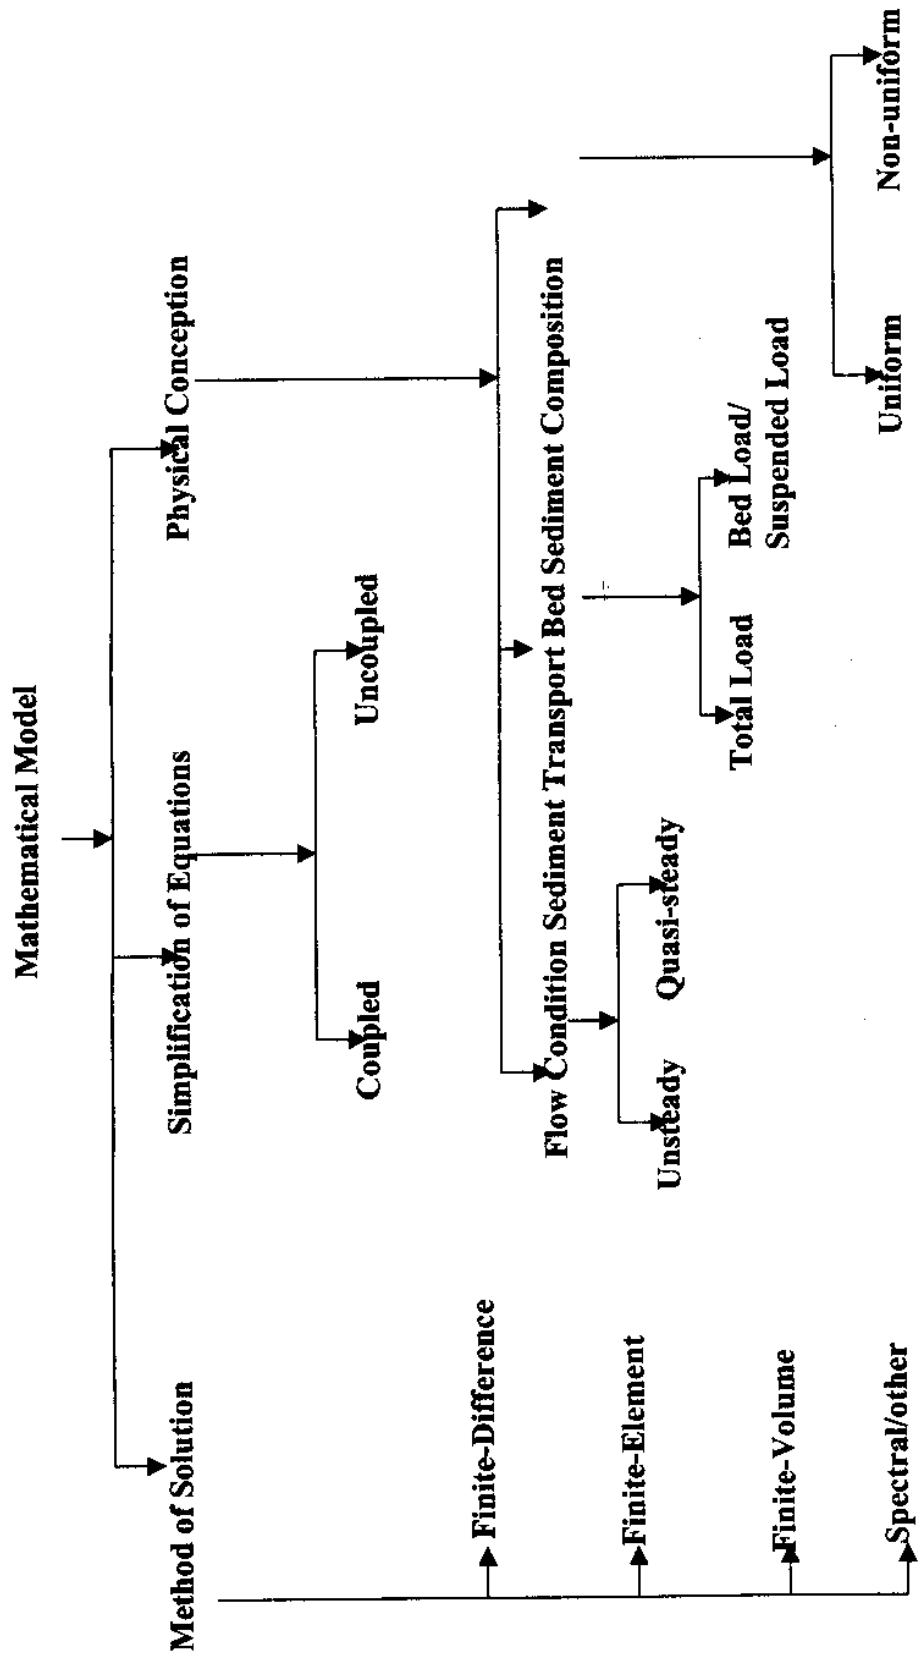 Mathematical Model
Method of Solution
Simplification of Equations
Physical Conception
Coupled
Uncoupled
Finite-Difference
Flow Condition Sediment Transport Bed Sediment Composition
Finite-Element
Unsteady
Quasi-steady
Total Load
Bed Load/
Suspended Load
Finite-Volume
Spectral/other
Uniform
Non-uniform